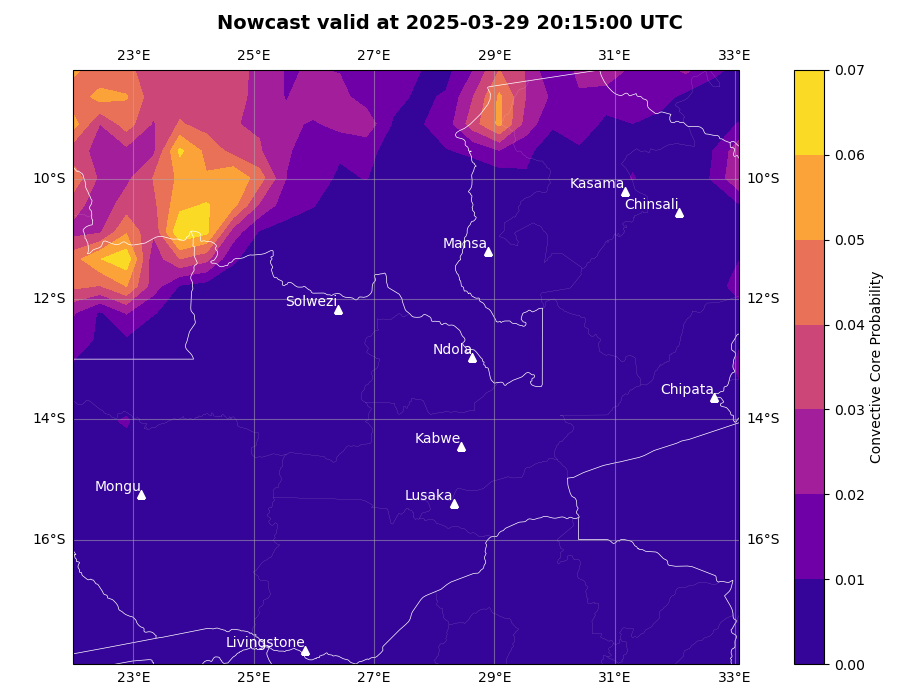 Nowcast valid at 2025-03-29 20:15:00 UTC
23°E 25°E 27°E 29°E 31°E 33°E
0.07
0.06
0.05
0.04
0.03
0.02
0.01
0.00
Convective Core Probability
10°S 10°S
12°S 12°S
14°S 14°S
16°S 16°S
Kasama
Chinsali
Mansa
Solwezi
Ndola
Chipata
Kabwe
Mongu
Lusaka
Livingstone
23°E 25°E 27°E 29°E 31°E 33°E